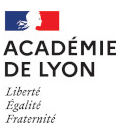 ACADÉMIE
DE LYON
Liberté
Égalité
Fraternité